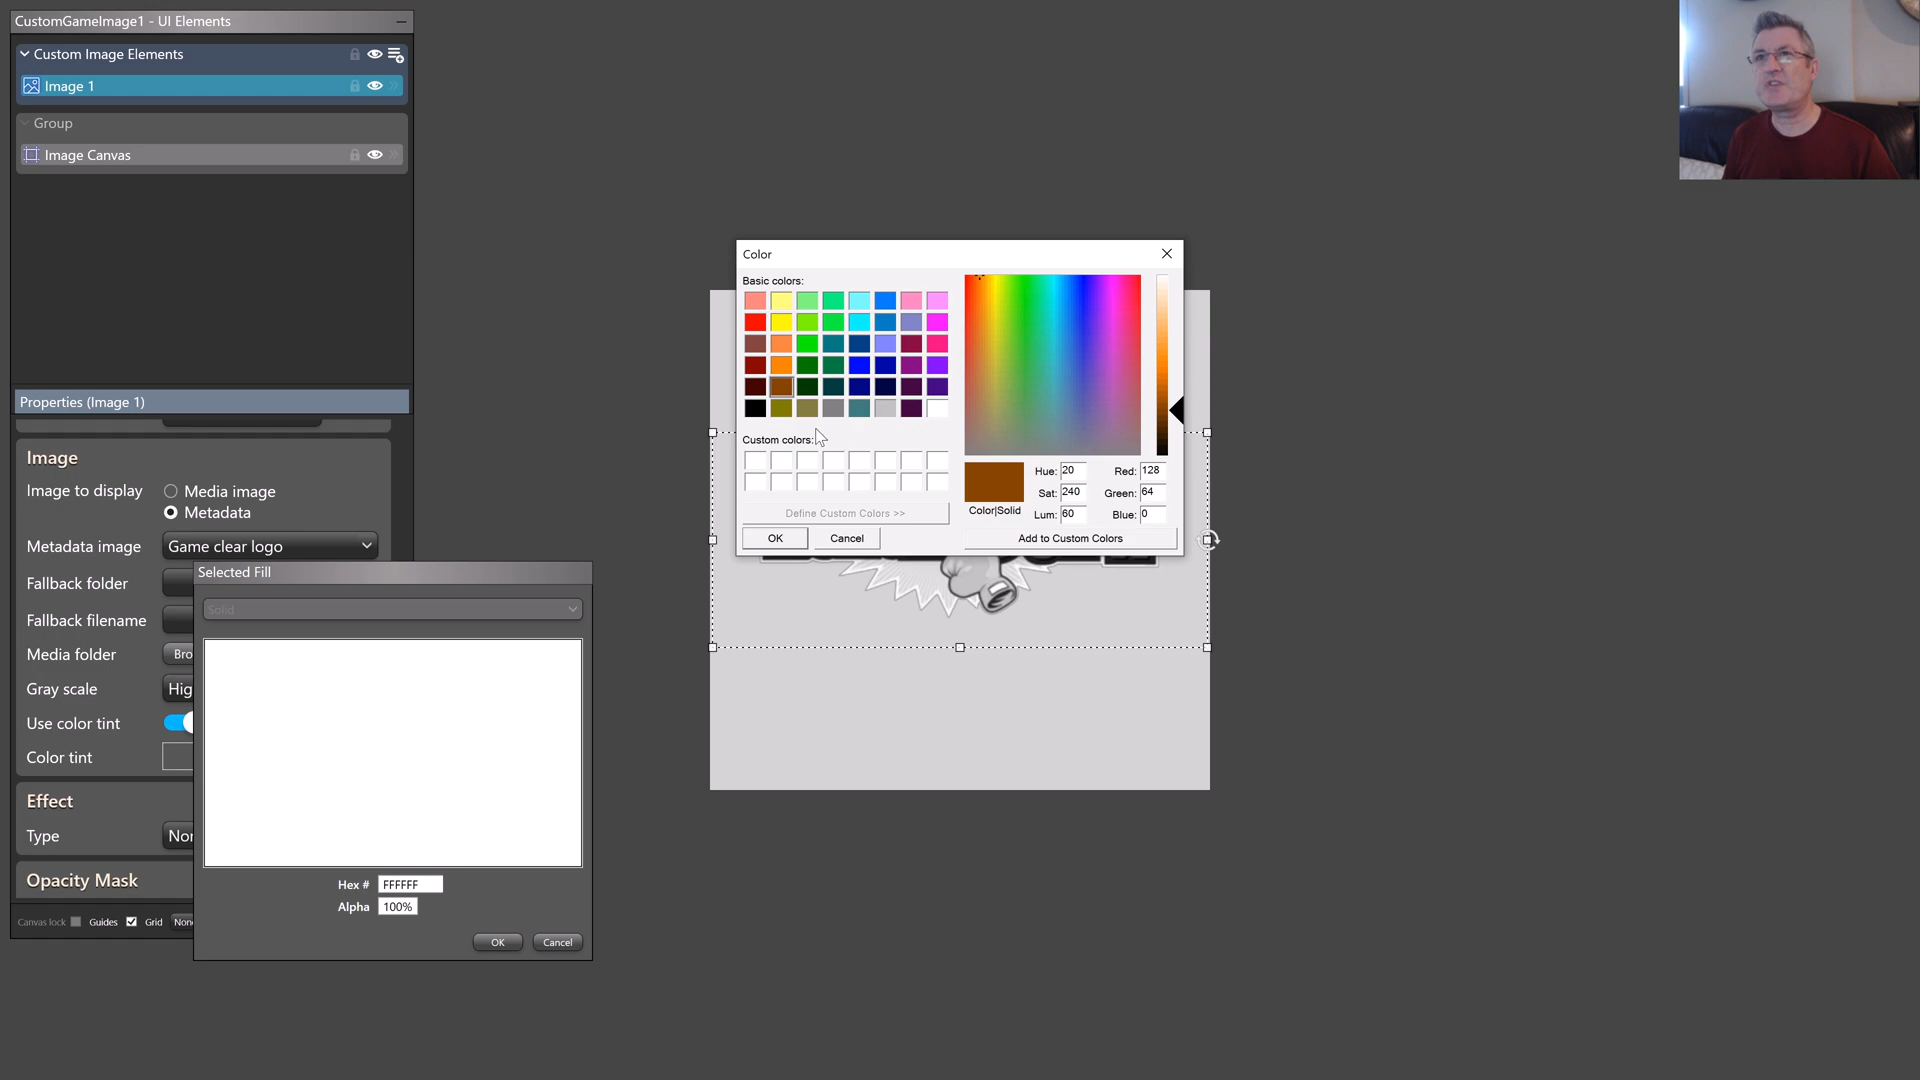 CustomGameImage1 - UI Elements
Custom Image Elements
Image 1
Group
Image Canvas
Properties (Image 1)
Image
Image to display
Media image
Metadata
Metadata image
Game clear logo
Fallback folder
Fallback filename
Media folder
Bro
Gray scale
Hig
Use color tint
Color tint
Effect
Type
Non
Opacity Mask
Canvas lock
Guides
Grid
None
Selected Fill
Solid
Hex #
FFFFFF
Alpha
100%
OK
Cancel
Color
Basic colors:
Custom colors:
Define Custom Colors >>
OK
Cancel
Color|Solid
Hue: 20
Sat: 240
Lum: 60
Red: 128
Green: 64
Blue: 0
Add to Custom Colors